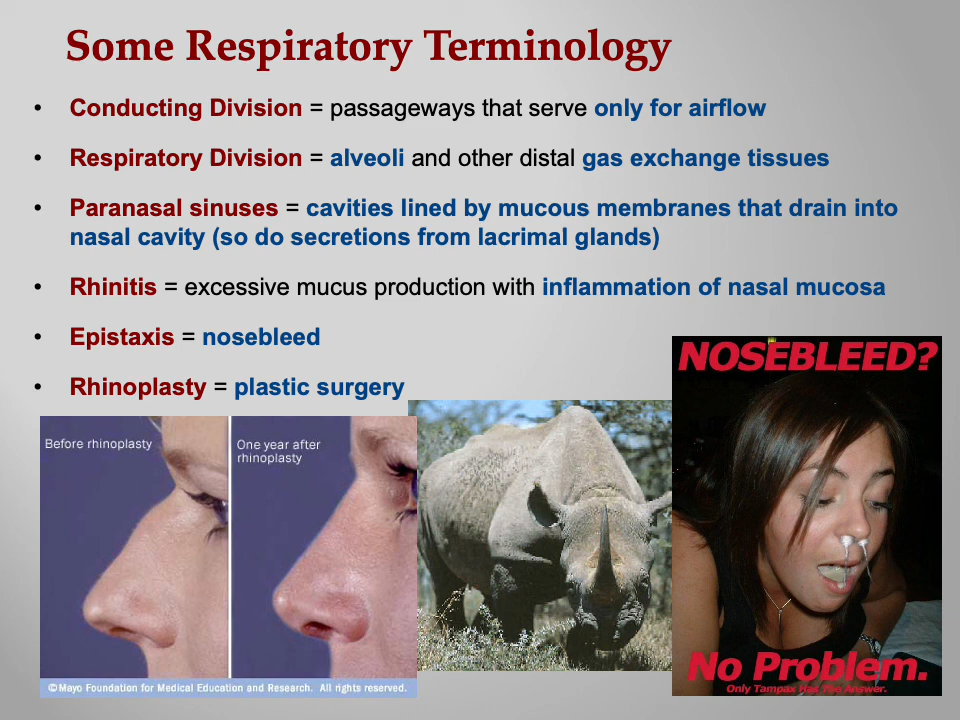 Some Respiratory Terminology
• Conducting Division = passageways that serve only for airflow
• Respiratory Division = alveoli and other distal gas exchange tissues
• Paranasal sinuses = cavities lined by mucous membranes that drain into
nasal cavity (so do secretions from lacrimal glands)
• Rhinitis = excessive mucus production with inflammation of nasal mucosa
• Epistaxis = nosebleed
• Rhinoplasty = plastic surgery
Before rhinoplasty
One year after
rhinoplasty
©Mayo Foundation for Medical Education and Research. All rights reserved.
NOSEBLEED?
No Problem.
Only Tampax Has The Answer.